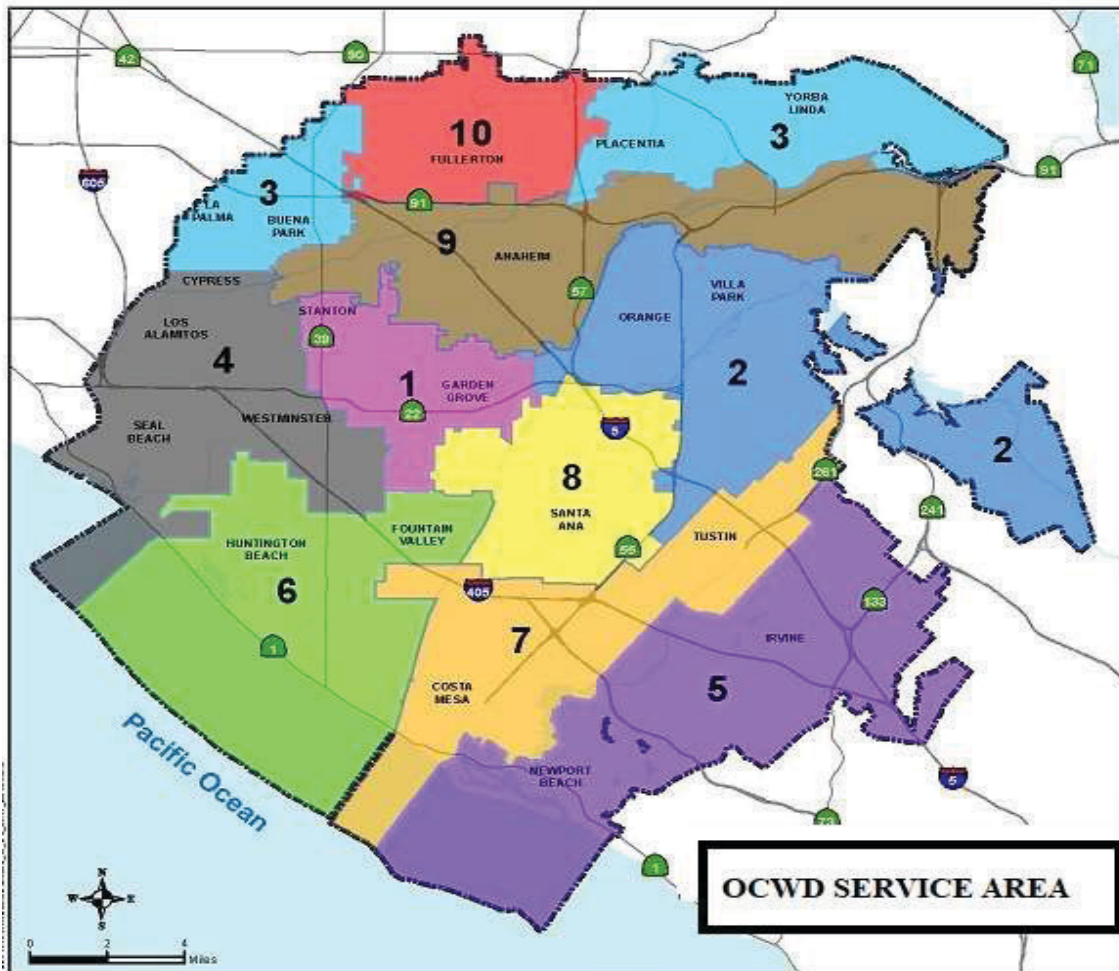 42
90
71
10
FULLERTON
YORBA
LINDA
PLACENTIA
3
605
91
91
3
LA
PALMA
BUENA
PARK
9
ANAHEIM
CYPRESS
57
VILLA
PARK
STANTON
ORANGE
LOS
ALAMITOS
39
4
1
GARDEN
GROVE
2
22
WESTMINSTER
SEAL
BEACH
5
2
8
261
SANTA
ANA
241
FOUNTAIN
VALLEY
TUSTIN
HUNTINGTON
BEACH
55
6
405
133
7
IRVINE
1
5
COSTA
MESA
Pacific Ocean
NEWPORT
BEACH
5
73
1
OCWD SERVICE AREA
N
W E
S
0 2 4
Miles